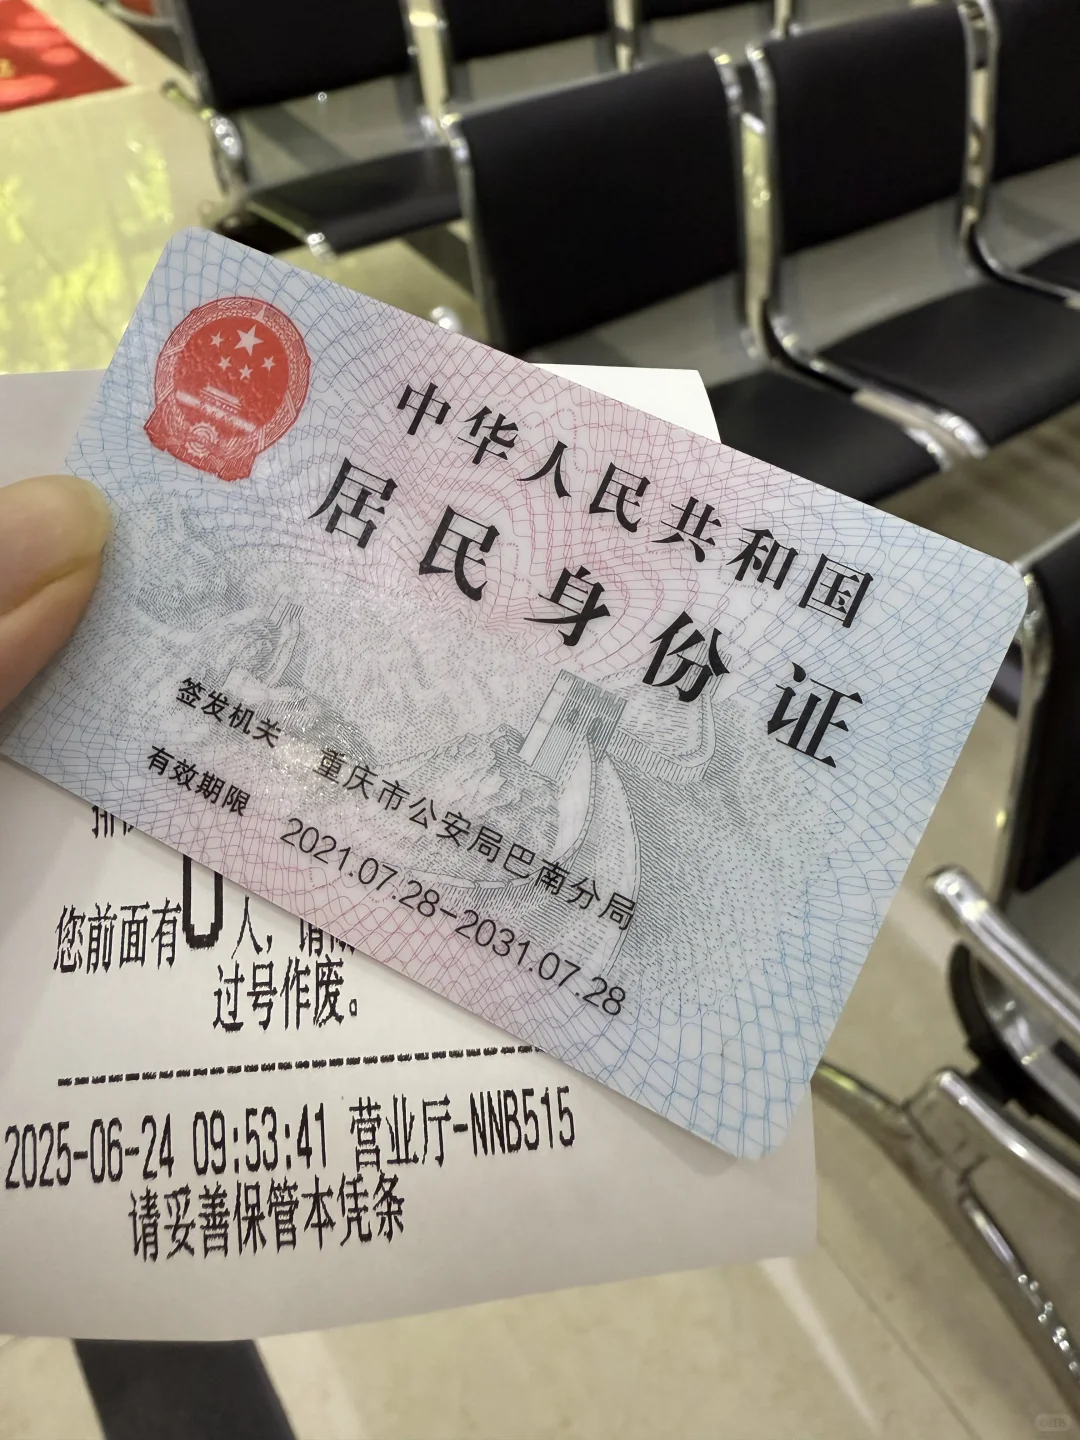 中华人民共和国
居民身份证
签发机关 重庆市公安局巴南分局
有效期限 2021.07.28-2031.07.28
您前面有0人，请
过号作废。
2025-06-24 09:53:41 营业厅-NNB515
请妥善保管本凭条